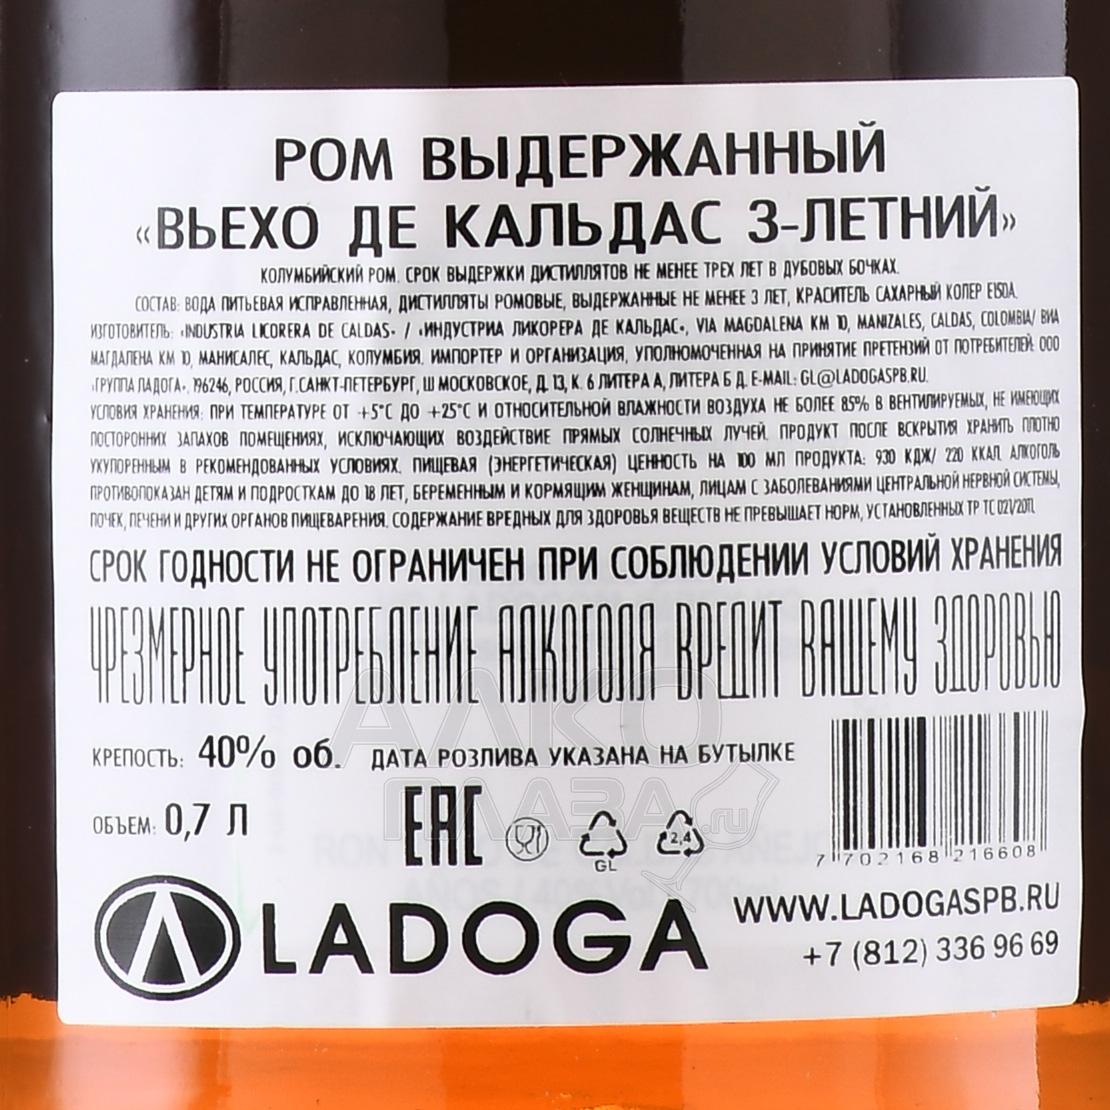 РОМ ВЫДЕРЖАННЫЙ
«ВЬЕХО ДЕ КАЛЬДАС 3-ЛЕТНИЙ»
КОЛУМБИЙСКИЙ РОМ. СРОК ВЫДЕРЖКИ ДИСТИЛЛЯТОВ НЕ МЕНЕЕ ТРЕХ ЛЕТ В ДУБОВЫХ БОЧКАХ.
СОСТАВ: ВОДА ПИТЬЕВАЯ ИСПРАВЛЕННАЯ, ДИСТИЛЛЯТЫ РОМОВЫЕ, ВЫДЕРЖАННЫЕ НЕ МЕНЕЕ 3 ЛЕТ, КРАСИТЕЛЬ САХАРНЫЙ КОЛЕР Е150А.
ИЗГОТОВИТЕЛЬ: «INDUSTRIA LICORERA DE CALDAS» / «ИНДУСТРИА ЛИКОРЕРА ДЕ КАЛЬДАС», VIA MAGDALENA KM 10, MANIZALES, CALDAS, COLOMBIA/ ВИА
МАГДАЛЕНА КМ 10, МАНИСАЛЕС, КАЛЬДАС, КОЛУМБИЯ. ИМПОРТЕР И ОРГАНИЗАЦИЯ, УПОЛНОМОЧЕННАЯ НА ПРИНЯТИЕ ПРЕТЕНЗИЙ ОТ ПОТРЕБИТЕЛЕЙ: ООО
«ГРУППА ЛАДОГА», 196246, РОССИЯ, Г.САНКТ-ПЕТЕРБУРГ, Ш МОСКОВСКОЕ, Д. 13, К. 6 ЛИТЕРА А, ЛИТЕРА Б Д. E-MAIL: GL@LADOGASPB.RU.
УСЛОВИЯ ХРАНЕНИЯ: ПРИ ТЕМПЕРАТУРЕ ОТ +5°С ДО +25°С И ОТНОСИТЕЛЬНОЙ ВЛАЖНОСТИ ВОЗДУХА НЕ БОЛЕЕ 85% В ВЕНТИЛИРУЕМЫХ, НЕ ИМЕЮЩИХ
ПОСТОРОННИХ ЗАПАХОВ ПОМЕЩЕНИЯХ, ИСКЛЮЧАЮЩИХ ВОЗДЕЙСТВИЕ ПРЯМЫХ СОЛНЕЧНЫХ ЛУЧЕЙ. ПРОДУКТ ПОСЛЕ ВСКРЫТИЯ ХРАНИТЬ ПЛОТНО
УКУПОРЕННЫМ В РЕКОМЕНДОВАННЫХ УСЛОВИЯХ. ПИЩЕВАЯ (ЭНЕРГЕТИЧЕСКАЯ) ЦЕННОСТЬ НА 100 МЛ ПРОДУКТА: 930 КДЖ/ 220 ККАЛ. АЛКОГОЛЬ
ПРОТИВОПОКАЗАН ДЕТЯМ И ПОДРОСТКАМ ДО 18 ЛЕТ, БЕРЕМЕННЫМ И КОРМЯЩИМ ЖЕНЩИНАМ, ЛИЦАМ С ЗАБОЛЕВАНИЯМИ ЦЕНТРАЛЬНОЙ НЕРВНОЙ СИСТЕМЫ,
ПОЧЕК, ПЕЧЕНИ И ДРУГИХ ОРГАНОВ ПИЩЕВАРЕНИЯ. СОДЕРЖАНИЕ ВРЕДНЫХ ДЛЯ ЗДОРОВЬЯ ВЕЩЕСТВ НЕ ПРЕВЫШАЕТ НОРМ, УСТАНОВЛЕННЫХ ТР ТС 021/2011.
СРОК ГОДНОСТИ НЕ ОГРАНИЧЕН ПРИ СОБЛЮДЕНИИ УСЛОВИЙ ХРАНЕНИЯ
ЧРЕЗМЕРНОЕ УПОТРЕБЛЕНИЕ АЛКОГОЛЯ ВРЕДИТ ВАШЕМУ ЗДОРОВЬЮ
КРЕПОСТЬ: 40% об. ДАТА РОЗЛИВА УКАЗАНА НА БУТЫЛКЕ
ОБЪЕМ: 0,7 Л
EAC
GL
2,4
7 702168 216608
LADOGA
WWW.LADOGASPB.RU
+7 (812) 336 96 69
АЛКО
ПЛАЗА.ru